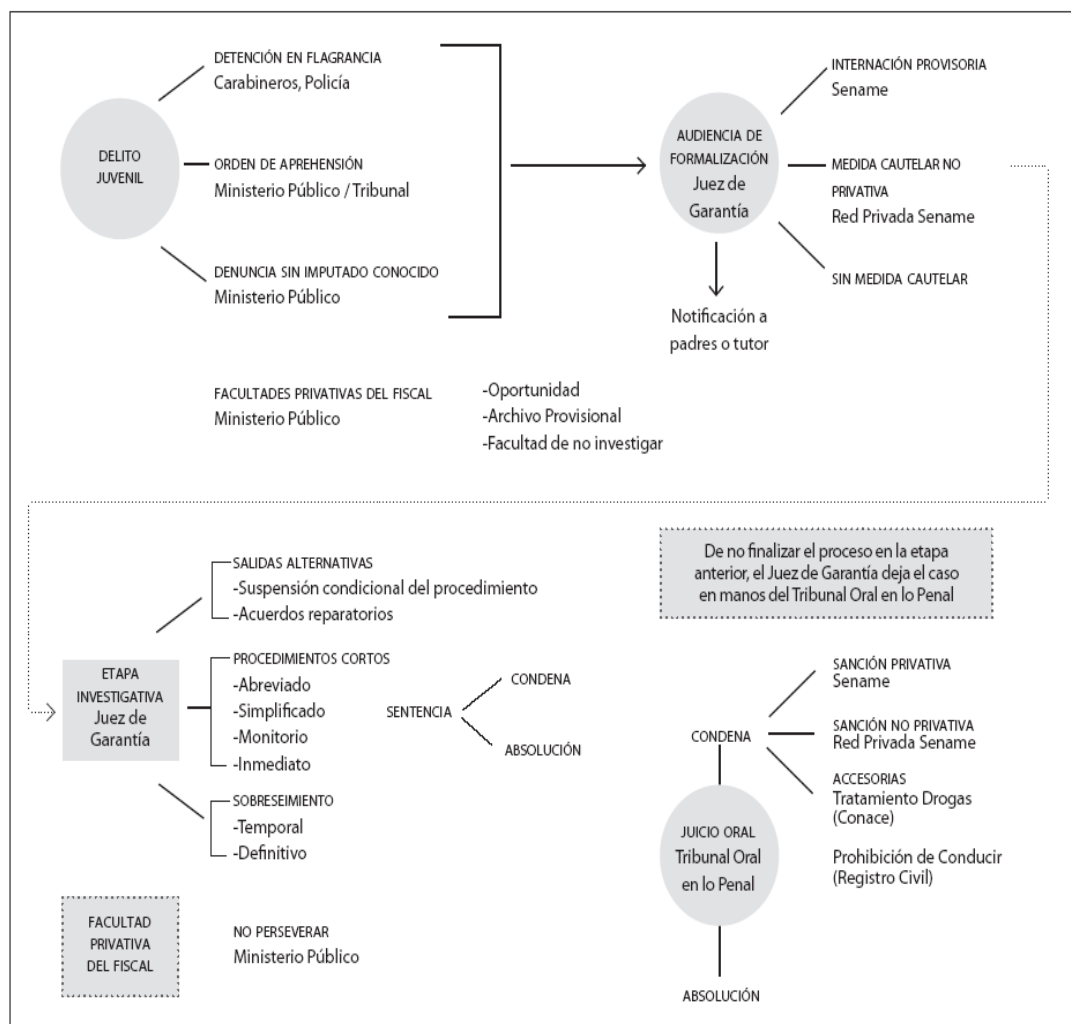 DETENCIÓN EN FLAGRANCIA
Carabineros, Policía
DELITO
JUVENIL
ORDEN DE APREHENSIÓN
Ministerio Público / Tribunal
DENUNCIA SIN IMPUTADO CONOCIDO
Ministerio Público
AUDIENCIA DE
FORMALIZACIÓN
Juez de
Garantía
INTERNACIÓN PROVISORIA
Sename
MEDIDA CAUTELAR NO
PRIVATIVA
Red Privada Sename
SIN MEDIDA CAUTELAR
Notificación a
padres o tutor
FACULTADES PRIVATIVAS DEL FISCAL
Ministerio Público
-Oportunidad
-Archivo Provisional
-Facultad de no investigar
De no finalizar el proceso en la etapa
anterior, el Juez de Garantía deja el caso
en manos del Tribunal Oral en lo Penal
ETAPA
INVESTIGATIVA
Juez de
Garantía
SALIDAS ALTERNATIVAS
-Suspensión condicional del procedimiento
-Acuerdos reparatorios
PROCEDIMIENTOS CORTOS
-Abreviado
-Simplificado
-Monitorio
-Inmediato
SENTENCIA
CONDENA
ABSOLUCIÓN
SOBRESEIMIENTO
-Temporal
-Definitivo
FACULTAD
PRIVATIVA
DEL FISCAL
NO PERSEVERAR
Ministerio Público
CONDENA
SANCIÓN PRIVATIVA
Sename
SANCIÓN NO PRIVATIVA
Red Privada Sename
ACCESORIAS
Tratamiento Drogas
(Conace)
Prohibición de Conducir
(Registro Civil)
JUICIO ORAL
Tribunal Oral
en lo Penal
ABSOLUCIÓN